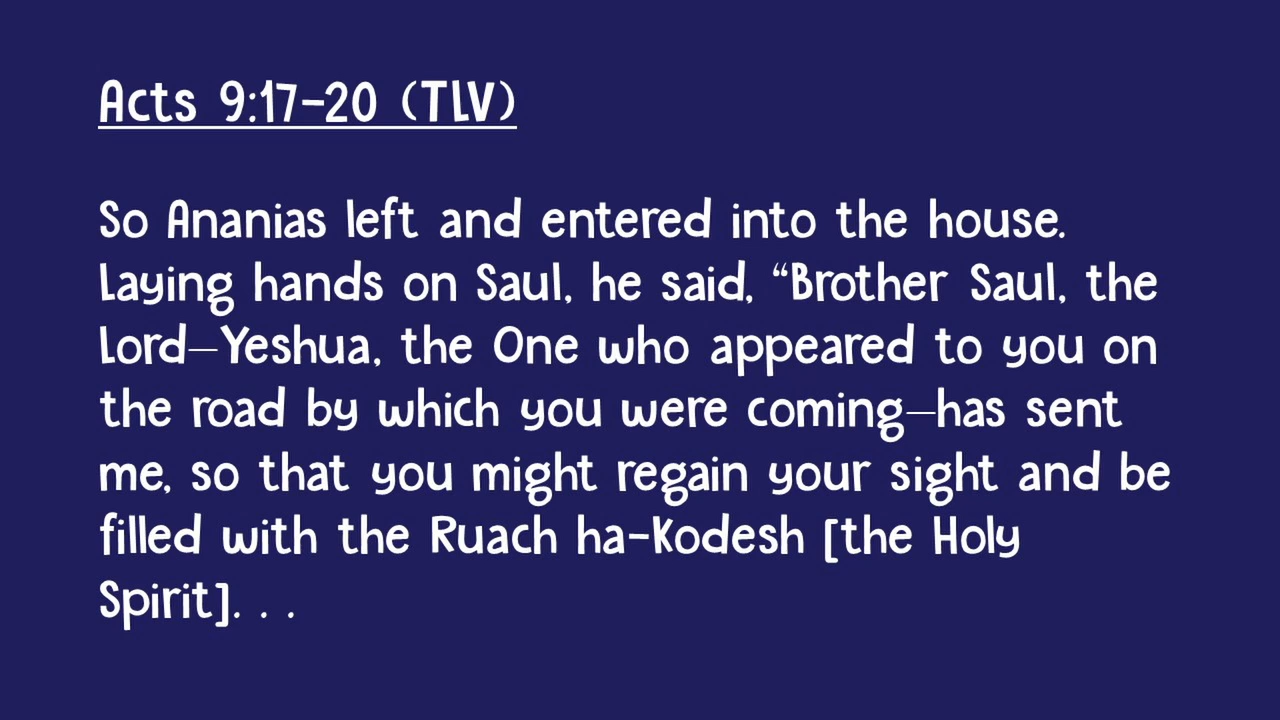 Acts 9:17-20 (TLV)
So Ananias left and entered into the house.
Laying hands on Saul, he said, “Brother Saul, the
Lord—Yeshua, the One who appeared to you on
the road by which you were coming—has sent
me, so that you might regain your sight and be
filled with the Ruach ha-Kodesh [the Holy
Spirit]. . .